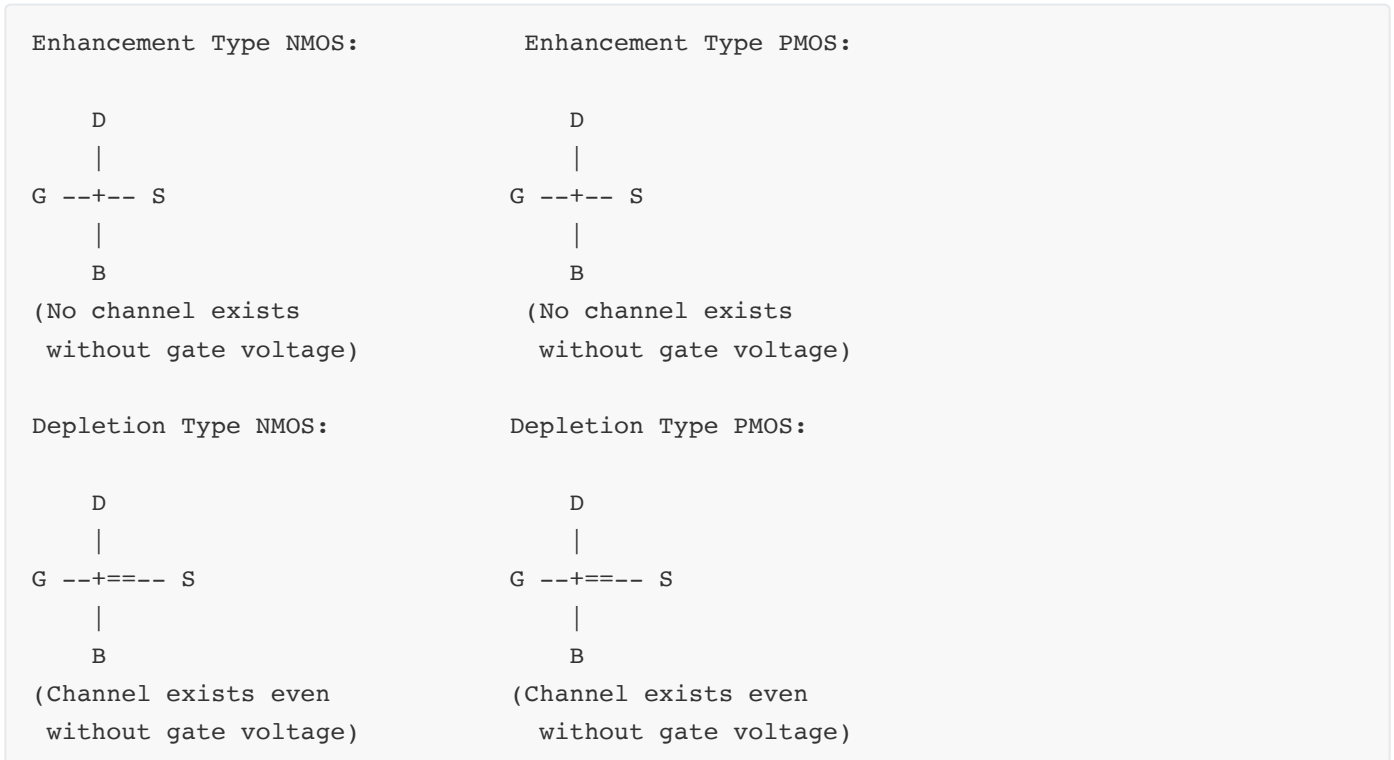 Enhancement Type NMOS:           Enhancement Type PMOS:
    D                               D
    |                               |
G --+-- S                       G --+-- S
    |                               |
    B                               B
(No channel exists               (No channel exists
 without gate voltage)            without gate voltage)
Depletion Type NMOS:            Depletion Type PMOS:
    D                               D
    |                               |
G --+==-- S                     G --+==-- S
    |                               |
    B                               B
(Channel exists even            (Channel exists even
 without gate voltage)            without gate voltage)